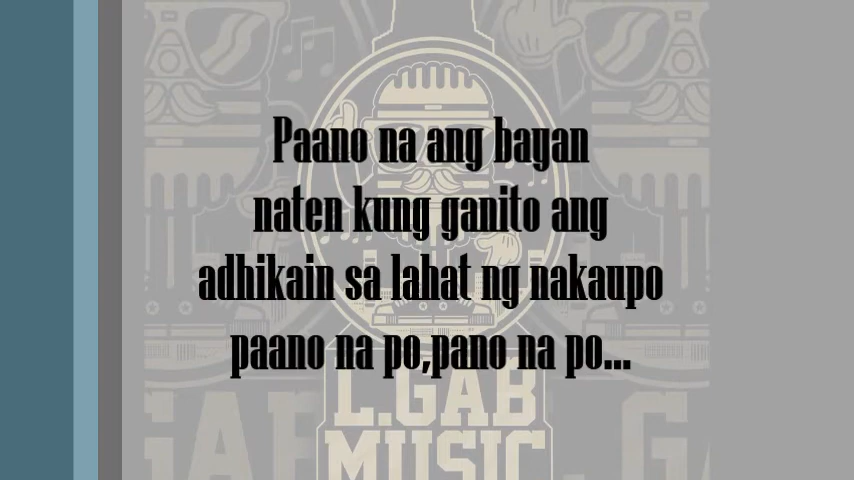 Paano na ang bayan
naten kung ganito ang
adhikain sa lahat ng nakaupo
paano na po,pano na po...
L.GAB
MUSIC